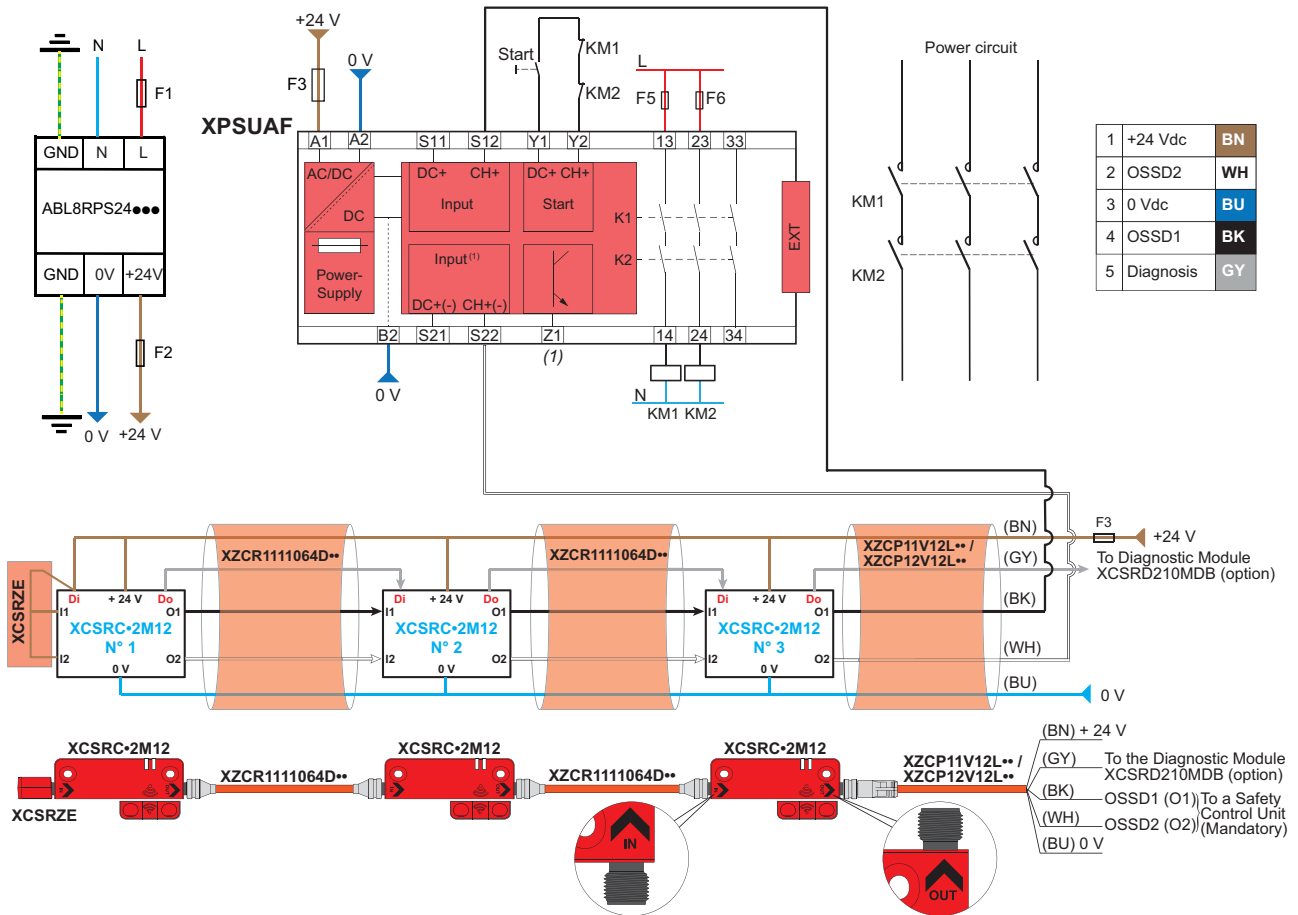 N L
F1
GND N L
ABL8RPS24●●●
GND 0V +24V
F2
0 V +24 V
+24 V
F3
0 V
XPSUAF
Start
KM1
KM2
L
F5 F6
A1 A2 S11 S12 Y1 Y2 13 23 33
AC/DC
DC
Power-
Supply
DC+ CH+
Input
DC+ CH+
Start
Input(1)
DC+(-) CH+(-)
K1
K2
EXT
B2 S21 S22 Z1 14 24 34
(1)
0 V
N
KM1 KM2
Power circuit
KM1
KM2
1 +24 Vdc BN
2 OSSD2 WH
3 0 Vdc BU
4 OSSD1 BK
5 Diagnosis GY
XCSRZE
XZCR1111064D••
XZCR1111064D••
XZCP11V12L•• /
XZCP12V12L••
(BN)
F3
+24 V
(GY)
To Diagnostic Module
XCSRD210MDB (option)
(BK)
(WH)
(BU)
0 V
Di + 24 V Do
I1 O1
XCSRC•2M12
N° 1
I2 O2
0 V
Di + 24 V Do
I1 O1
XCSRC•2M12
N° 2
I2 O2
0 V
Di + 24 V Do
I1 O1
XCSRC•2M12
N° 3
I2 O2
0 V
XCSRC•2M12
XCSRC•2M12
XCSRC•2M12
XCSRZE
XZCR1111064D••
XZCR1111064D••
XZCP11V12L•• /
XZCP12V12L••
IN
OUT
(BN) + 24 V
(GY) To the Diagnostic Module
XCSRD210MDB (option)
(BK) OSSD1 (O1)
(WH) OSSD2 (O2)
To a Safety
Control Unit
(Mandatory)
(BU) 0 V